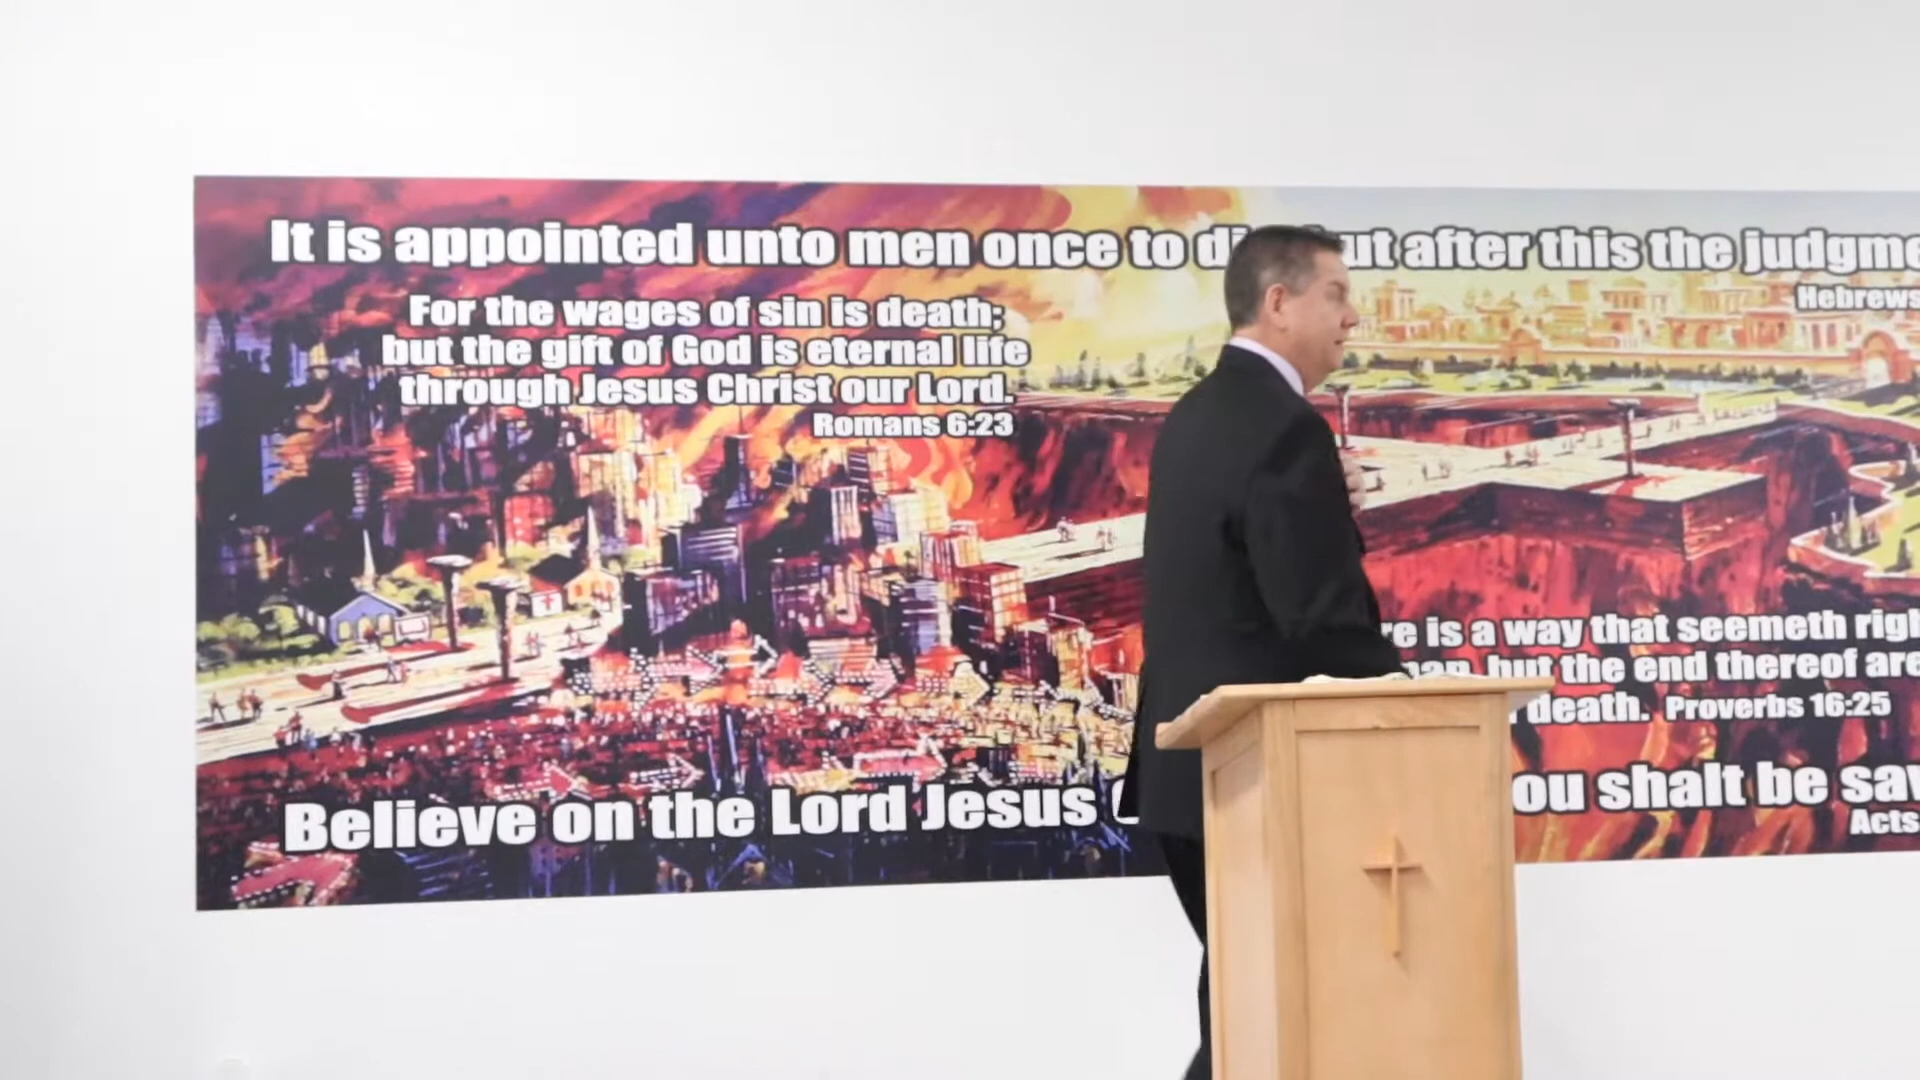 It is appointed unto men once to die but after this the judgme
Hebrews
For the wages of sin is death;
but the gift of God is eternal life
through Jesus Christ our Lord.
Romans 6:23
re is a way that seemeth righ
but the end thereof are
death. Proverbs 16:25
Believe on the Lord Jesus ou shalt be sav
Acts